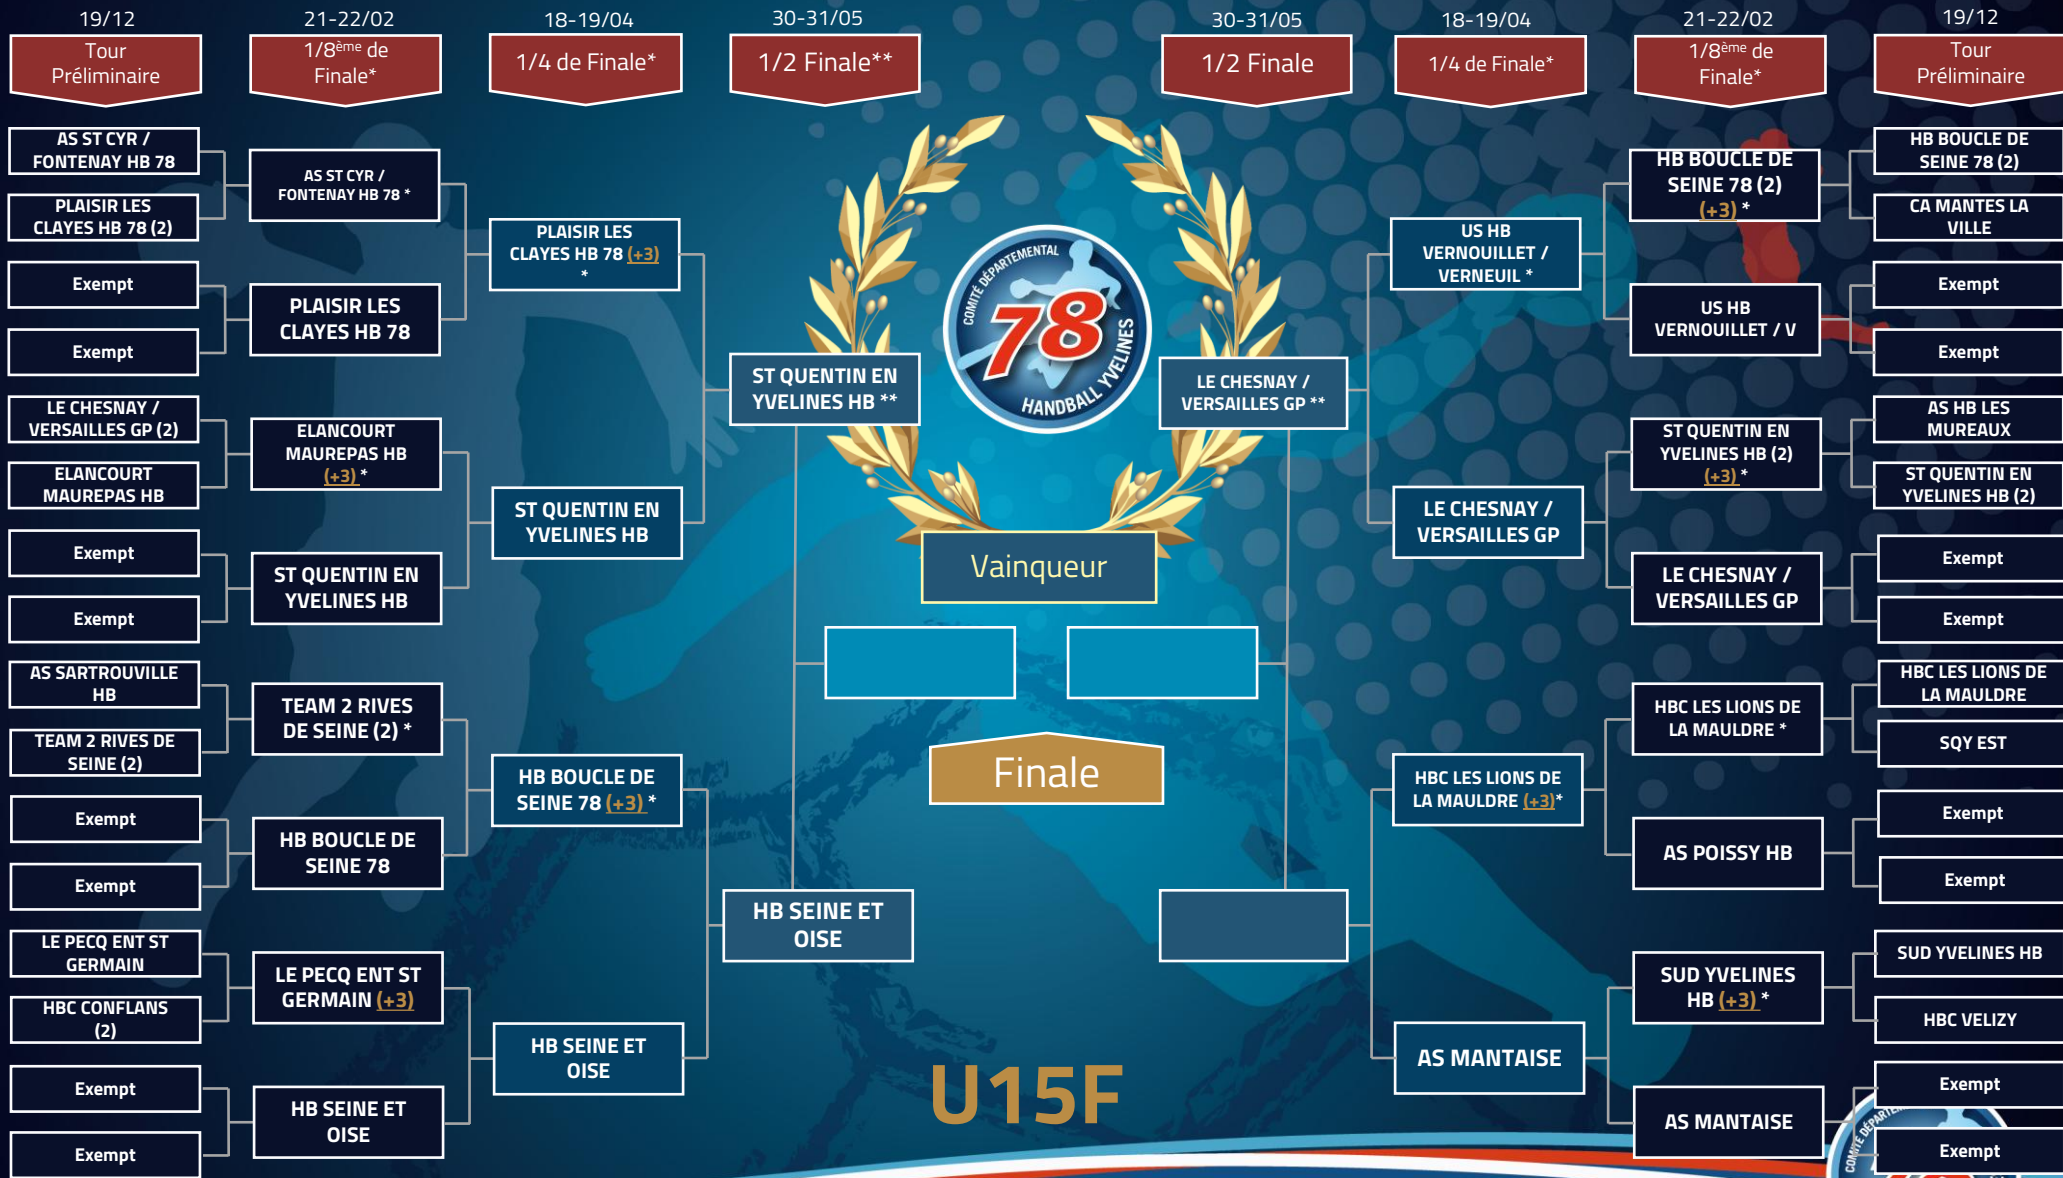 19/12
21-22/02
18-19/04
30-31/05
30-31/05
18-19/04
21-22/02
19/12
Tour
Préliminaire
1/8ème de
Finale*
1/4 de Finale*
1/2 Finale**
1/2 Finale
1/4 de Finale*
1/8ème de
Finale*
Tour
Préliminaire
AS ST CYR /
FONTENAY HB 78
PLAISIR LES
CLAYES HB 78 (2)
Exempt
Exempt
LE CHESNAY /
VERSAILLES GP (2)
ELANCOURT
MAUREPAS HB
Exempt
Exempt
AS SARTROUVILLE
HB
TEAM 2 RIVES DE
SEINE (2)
Exempt
Exempt
LE PECQ ENT ST
GERMAIN
HBC CONFLANS
(2)
Exempt
Exempt
AS ST CYR /
FONTENAY HB 78 *
PLAISIR LES
CLAYES HB 78
ELANCOURT
MAUREPAS HB
(+3) *
ST QUENTIN EN
YVELINES HB
TEAM 2 RIVES
DE SEINE (2) *
HB BOUCLE DE
SEINE 78
LE PECQ ENT ST
GERMAIN (+3)
HB SEINE ET
OISE
PLAISIR LES
CLAYES HB 78 (+3)
*
ST QUENTIN EN
YVELINES HB
HB BOUCLE DE
SEINE 78 (+3) *
HB SEINE ET
OISE
ST QUENTIN EN
YVELINES HB **
HB SEINE ET
OISE
COMITÉ DÉPARTEMENTAL
78
HANDBALL YVELINES
Vainqueur
Finale
U15F
LE CHESNAY /
VERSAILLES GP **
US HB
VERNOUILLET /
VERNEUIL *
LE CHESNAY /
VERSAILLES GP
HBC LES LIONS DE
LA MAULDRE (+3)*
AS MANTAISE
HB BOUCLE DE
SEINE 78 (2)
(+3) *
US HB
VERNOUILLET / V
ST QUENTIN EN
YVELINES HB (2)
(+3) *
LE CHESNAY /
VERSAILLES GP
HBC LES LIONS DE
LA MAULDRE *
AS POISSY HB
SUD YVELINES
HB (+3) *
AS MANTAISE
HB BOUCLE DE
SEINE 78 (2)
CA MANTES LA
VILLE
Exempt
Exempt
AS HB LES
MUREAUX
ST QUENTIN EN
YVELINES HB (2)
Exempt
Exempt
HBC LES LIONS DE
LA MAULDRE
SQY EST
Exempt
Exempt
SUD YVELINES HB
HBC VELIZY
Exempt
Exempt